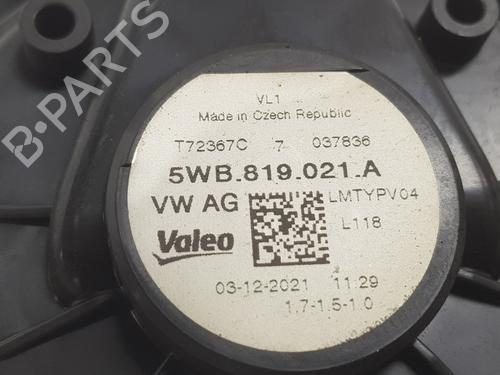 B-PARTS
VL1
Made in Czech Republic
T72367C 7 037836
5WB.819.021.A
VW AG
LMTYPV04
L118
Valeo
03-12-2021 11:29
1.7-1.5-1.0